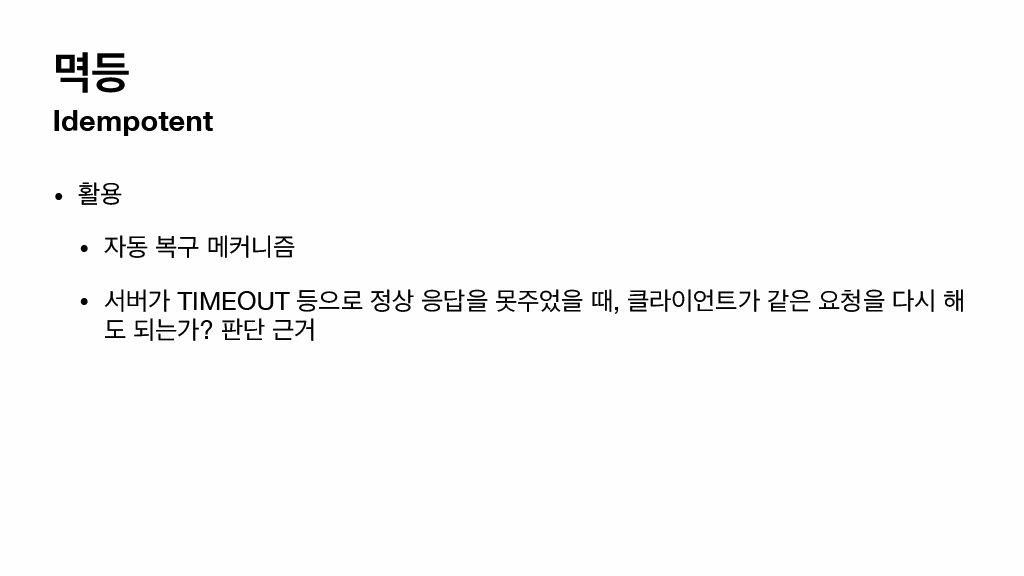 멱등
Idempotent
• 활용
• 자동 복구 메커니즘
• 서버가 TIMEOUT 등으로 정상 응답을 못주었을 때, 클라이언트가 같은 요청을 다시 해
도 되는가? 판단 근거